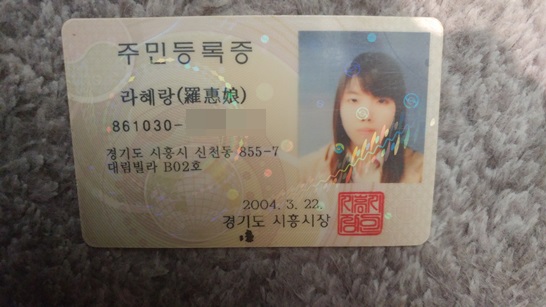 주민등록증
라혜랑(羅惠娘)
861030-
경기도 시흥시 신천동 855-7
대림빌라 B02호
2004. 3. 22.
경기도 시흥시장